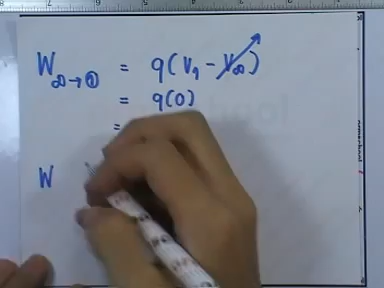 W∞→① = q(V₁ - V∞)
= q(0)
=
W